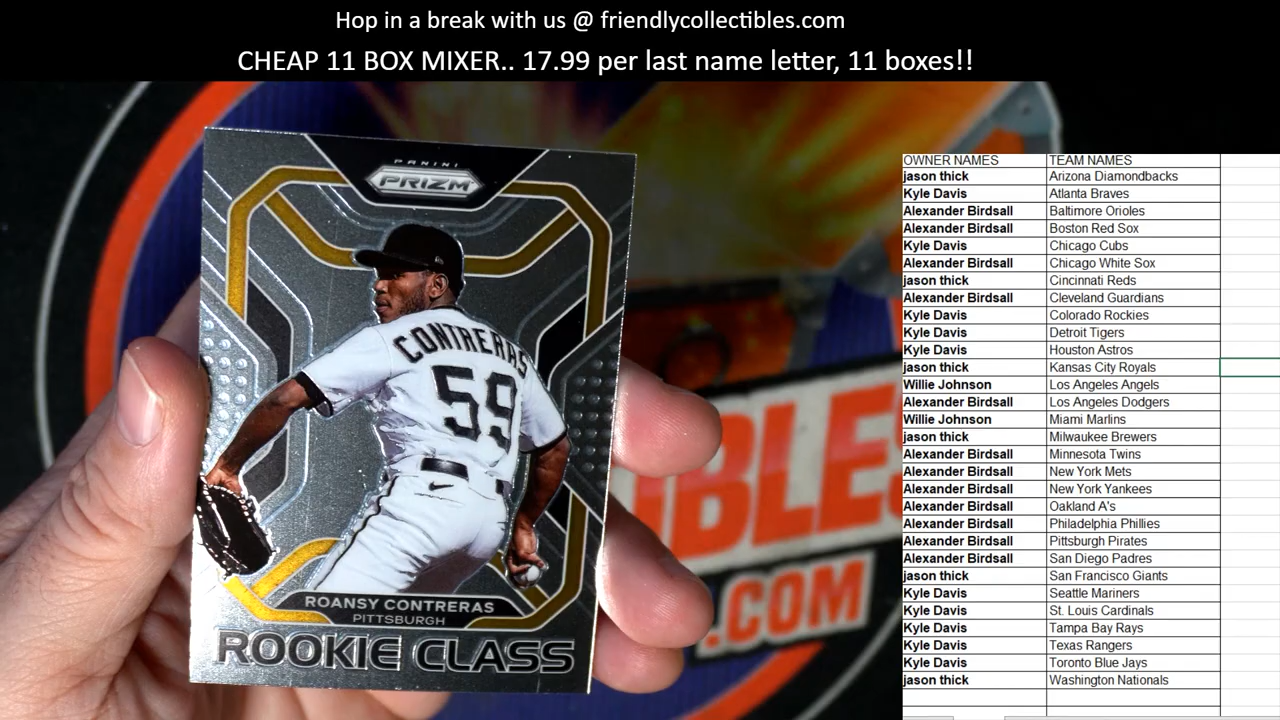 Hop in a break with us @ friendlycollectibles.com
CHEAP 11 BOX MIXER.. 17.99 per last name letter, 11 boxes!!
PANINI
PRIZM
CONTRERAS
59
ROANSY CONTRERAS
PITTSBURGH
ROOKIE CLASS
IBLES
.COM
OWNER NAMES TEAM NAMES
jason thick Arizona Diamondbacks
Kyle Davis Atlanta Braves
Alexander Birdsall Baltimore Orioles
Alexander Birdsall Boston Red Sox
Kyle Davis Chicago Cubs
Alexander Birdsall Chicago White Sox
jason thick Cincinnati Reds
Alexander Birdsall Cleveland Guardians
Kyle Davis Colorado Rockies
Kyle Davis Detroit Tigers
Kyle Davis Houston Astros
jason thick Kansas City Royals
Willie Johnson Los Angeles Angels
Alexander Birdsall Los Angeles Dodgers
Willie Johnson Miami Marlins
jason thick Milwaukee Brewers
Alexander Birdsall Minnesota Twins
Alexander Birdsall New York Mets
Alexander Birdsall New York Yankees
Alexander Birdsall Oakland A's
Alexander Birdsall Philadelphia Phillies
Alexander Birdsall Pittsburgh Pirates
Alexander Birdsall San Diego Padres
jason thick San Francisco Giants
Kyle Davis Seattle Mariners
Kyle Davis St. Louis Cardinals
Kyle Davis Tampa Bay Rays
Kyle Davis Texas Rangers
Kyle Davis Toronto Blue Jays
jason thick Washington Nationals